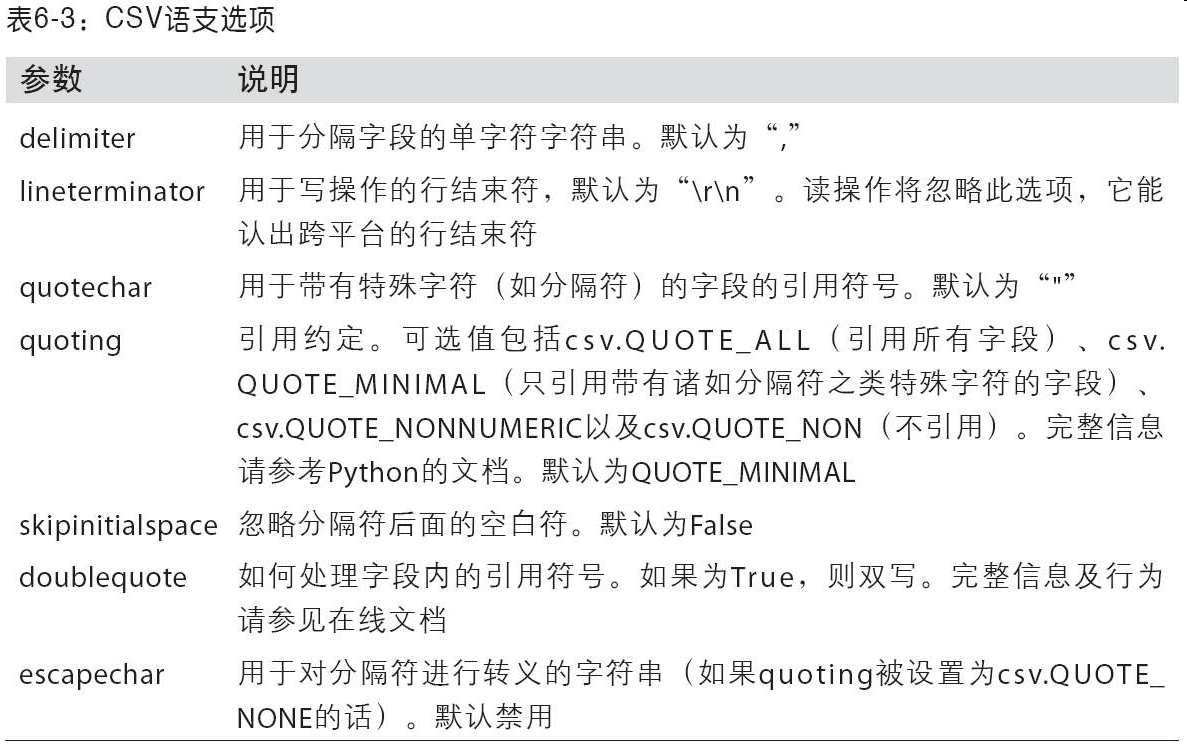 表6-3：CSV语支选项
参数 说明
delimiter 用于分隔字段的单字符字符串。默认为“,”
lineterminator 用于写操作的行结束符，默认为“\r\n”。读操作将忽略此选项，它能
认出跨平台的行结束符
quotechar 用于带有特殊字符（如分隔符）的字段的引用符号。默认为“"”
quoting 引用约定。可选值包括csv.QUOTE_ALL（引用所有字段）、csv.
QUOTE_MINIMAL（只引用带有诸如分隔符之类特殊字符的字段）、
csv.QUOTE_NONNUMERIC以及csv.QUOTE_NON（不引用）。完整信息
请参考Python的文档。默认为QUOTE_MINIMAL
skipinitialspace 忽略分隔符后面的空白符。默认为False
doublequote 如何处理字段内的引用符号。如果为True，则双写。完整信息及行为
请参见在线文档
escapechar 用于对分隔符进行转义的字符串（如果quoting被设置为csv.QUOTE_
NONE的话）。默认禁用